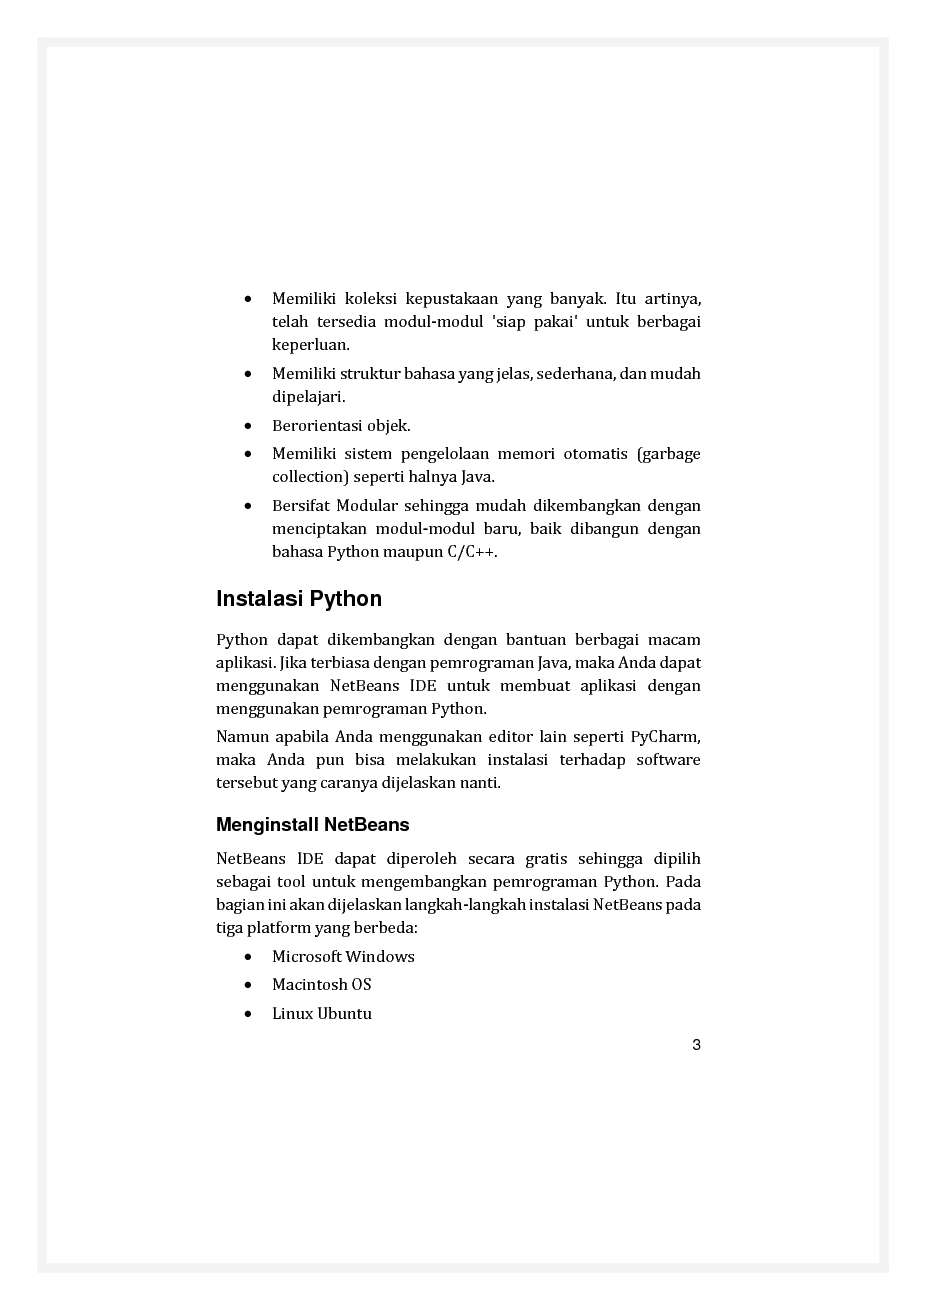 • Memiliki koleksi kepustakaan yang banyak. Itu artinya,
telah tersedia modul-modul 'siap pakai' untuk berbagai
keperluan.
• Memiliki struktur bahasa yang jelas, sederhana, dan mudah
dipelajari.
• Berorientasi objek.
• Memiliki sistem pengelolaan memori otomatis (garbage
collection) seperti halnya Java.
• Bersifat Modular sehingga mudah dikembangkan dengan
menciptakan modul-modul baru, baik dibangun dengan
bahasa Python maupun C/C++.
Instalasi Python
Python dapat dikembangkan dengan bantuan berbagai macam
aplikasi. Jika terbiasa dengan pemrograman Java, maka Anda dapat
menggunakan NetBeans IDE untuk membuat aplikasi dengan
menggunakan pemrograman Python.
Namun apabila Anda menggunakan editor lain seperti PyCharm,
maka Anda pun bisa melakukan instalasi terhadap software
tersebut yang caranya dijelaskan nanti.
Menginstall NetBeans
NetBeans IDE dapat diperoleh secara gratis sehingga dipilih
sebagai tool untuk mengembangkan pemrograman Python. Pada
bagian ini akan dijelaskan langkah-langkah instalasi NetBeans pada
tiga platform yang berbeda:
• Microsoft Windows
• Macintosh OS
• Linux Ubuntu
3